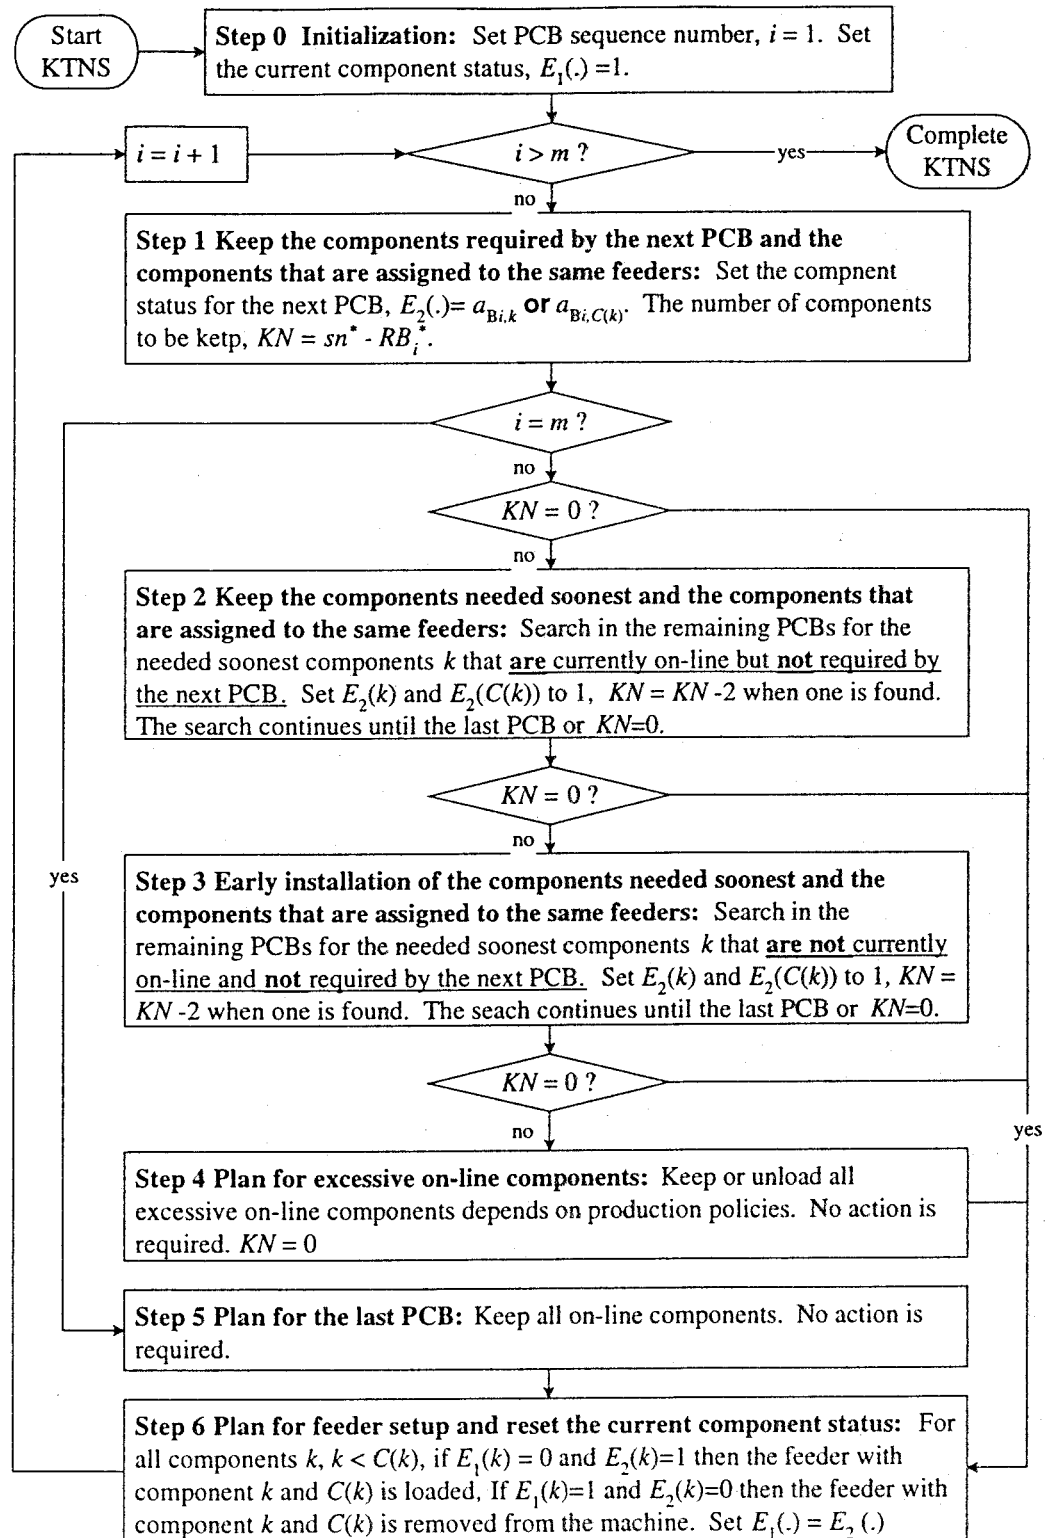 Start
KTNS
Step 0 Initialization: Set PCB sequence number, i = 1. Set
the current component status, E1(.) =1.
i = i + 1
i > m ?
yes
Complete
KTNS
no
Step 1 Keep the components required by the next PCB and the
components that are assigned to the same feeders: Set the compnent
status for the next PCB, E2(.)= aBi,k or aBi,C(k). The number of components
to be ketp, KN = sn* - RBi*.
i = m ?
no
KN = 0 ?
no
Step 2 Keep the components needed soonest and the components that
are assigned to the same feeders: Search in the remaining PCBs for the
needed soonest components k that are currently on-line but not required by
the next PCB. Set E2(k) and E2(C(k)) to 1, KN = KN -2 when one is found.
The search continues until the last PCB or KN=0.
KN = 0 ?
no
yes
Step 3 Early installation of the components needed soonest and the
components that are assigned to the same feeders: Search in the
remaining PCBs for the needed soonest components k that are not currently
on-line and not required by the next PCB. Set E2(k) and E2(C(k)) to 1, KN =
KN -2 when one is found. The seach continues until the last PCB or KN=0.
KN = 0 ?
no
yes
Step 4 Plan for excessive on-line components: Keep or unload all
excessive on-line components depends on production policies. No action is
required. KN = 0
Step 5 Plan for the last PCB: Keep all on-line components. No action is
required.
Step 6 Plan for feeder setup and reset the current component status: For
all components k, k < C(k), if E1(k) = 0 and E2(k)=1 then the feeder with
component k and C(k) is loaded, If E1(k)=1 and E2(k)=0 then the feeder with
component k and C(k) is removed from the machine. Set E1(.) = E2 (.)